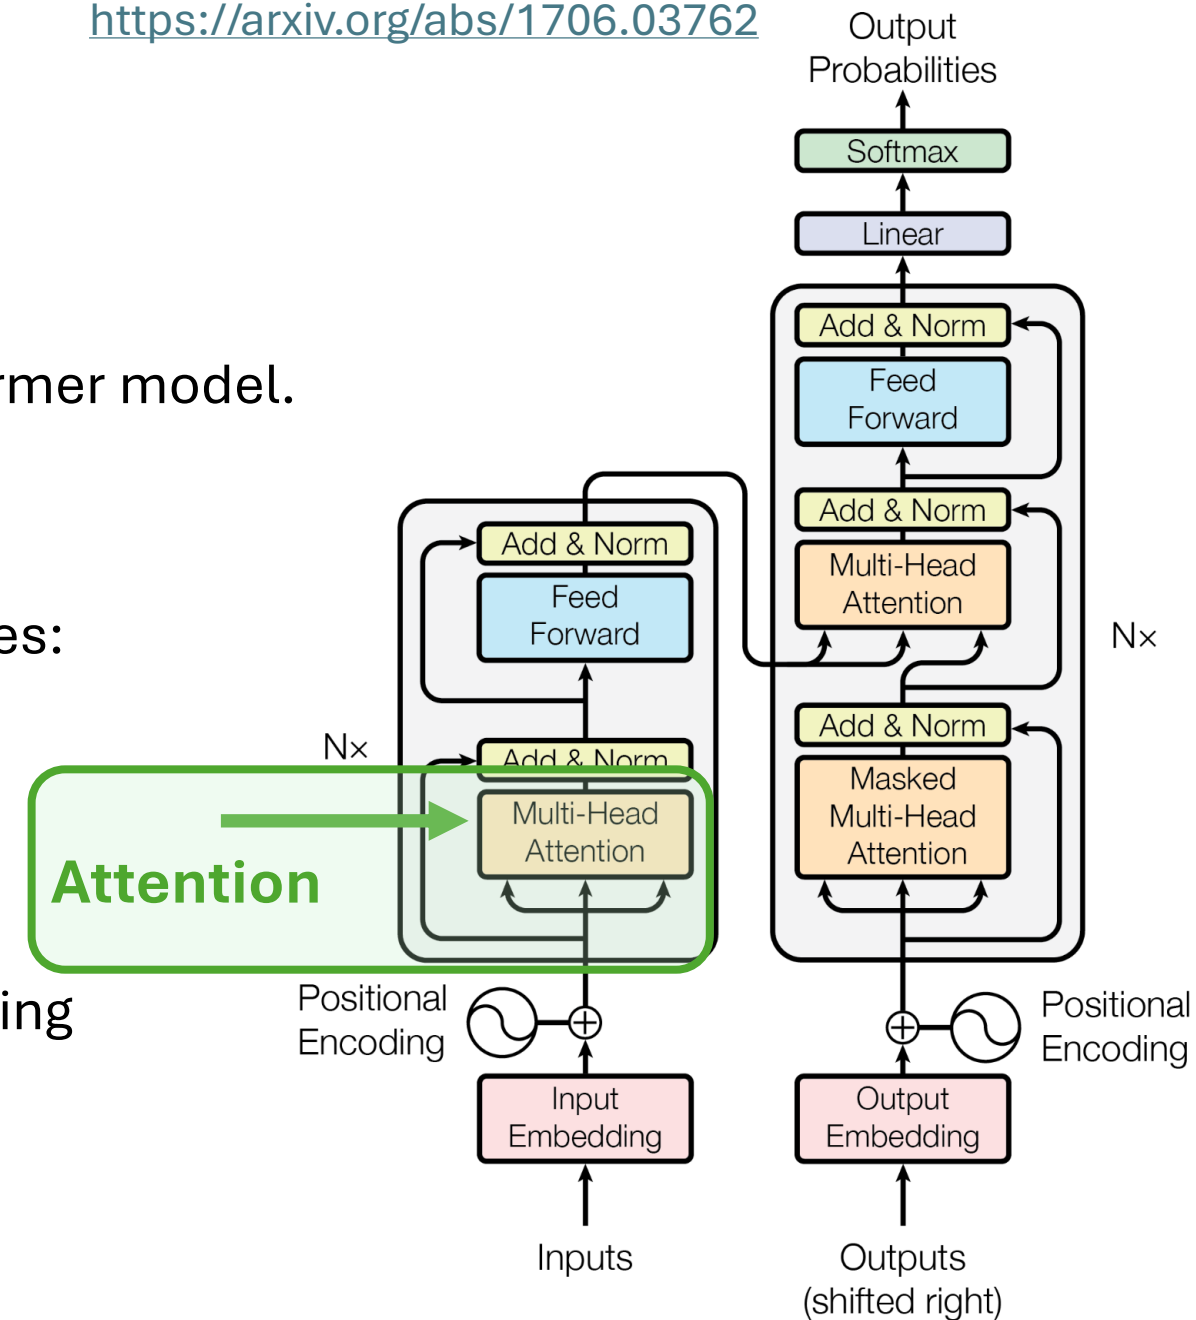 https://arxiv.org/abs/1706.03762
Output
Probabilities
Softmax
Linear
Add & Norm
Feed
Forward
Add & Norm
Multi-Head
Attention
Nx
Add & Norm
Masked
Multi-Head
Attention
rmer model.
es:
Add & Norm
Feed
Forward
Nx
Add & Norm
Multi-Head
Attention
Attention
ing
Positional
Encoding
Positional
Encoding
Input
Embedding
Output
Embedding
Inputs
Outputs
(shifted right)